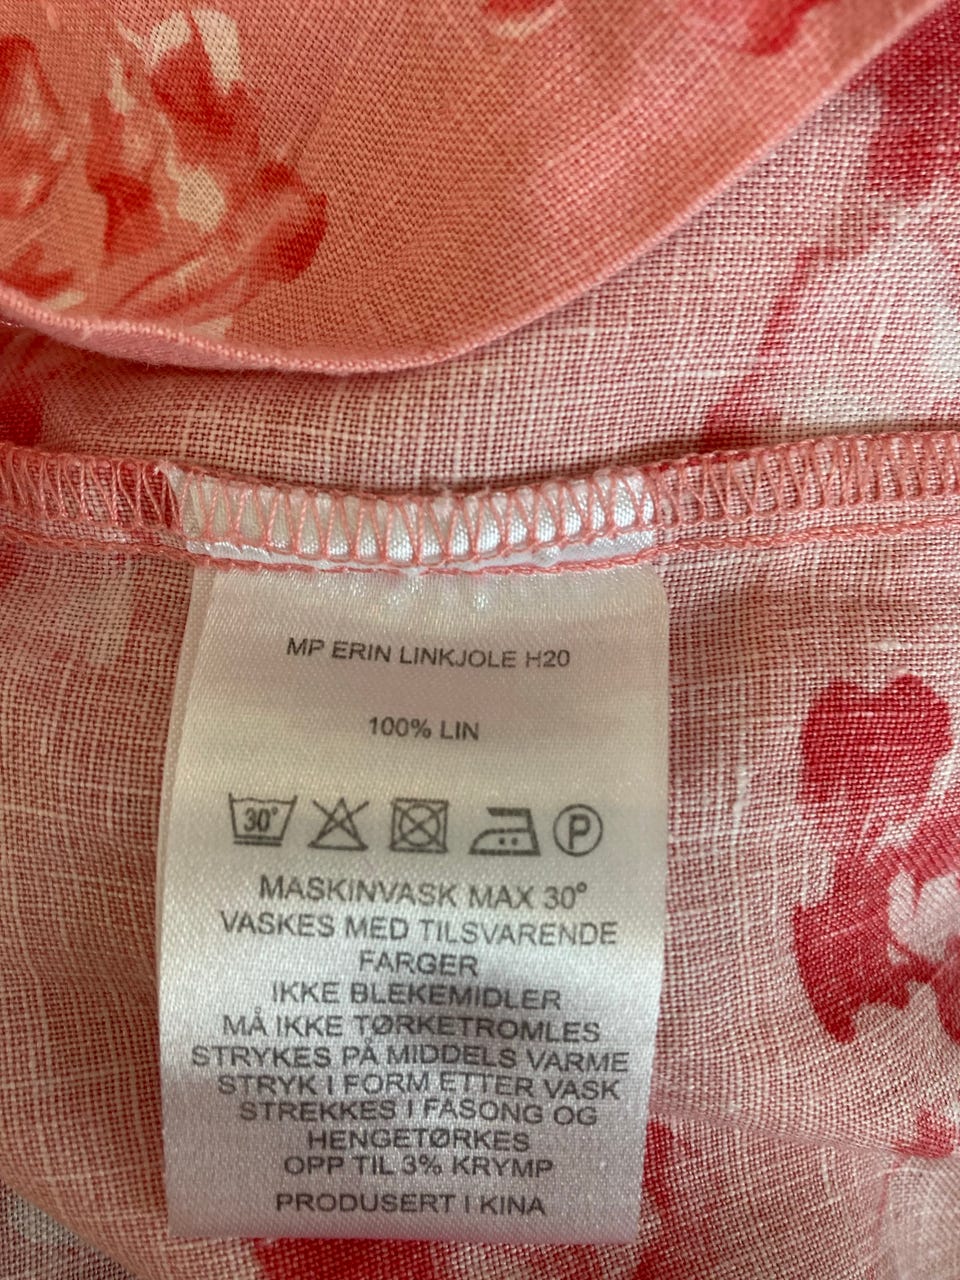 MP ERIN LINKJOLE H20
100% LIN
30° P
MASKINVASK MAX 30°
VASKES MED TILSVARENDE
FARGER
IKKE BLEKEMIDLER
MÅ IKKE TØRKETROMLES
STRYKES PÅ MIDDELS VARME
STRYK I FORM ETTER VASK
STREKKES I FASONG OG
HENGETØRKES
OPP TIL 3% KRYMP
PRODUSERT I KINA